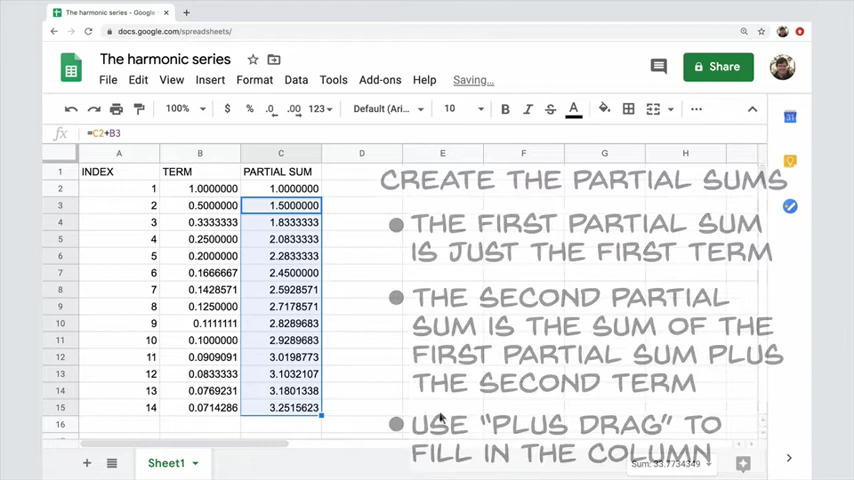 The harmonic series
docs.google.com/spreadsheets/
The harmonic series
Share
File Edit View Insert Format Data Tools Add-ons Help Saving...
100% $ % .0 .00 123 Default (Ari... 10 B I S A
fx =C2+B3
A B C D E F G H
1 INDEX TERM PARTIAL SUM
2 1 1.0000000 1.0000000
3 2 0.5000000 1.5000000
4 3 0.3333333 1.8333333
5 4 0.2500000 2.0833333
6 5 0.2000000 2.2833333
7 6 0.1666667 2.4500000
8 7 0.1428571 2.5928571
9 8 0.1250000 2.7178571
10 9 0.1111111 2.8289683
11 10 0.1000000 2.9289683
12 11 0.0909091 3.0198773
13 12 0.0833333 3.1032107
14 13 0.0769231 3.1801338
15 14 0.0714286 3.2515623
16
CREATE THE PARTIAL SUMS
THE FIRST PARTIAL SUM
IS JUST THE FIRST TERM
THE SECOND PARTIAL
SUM IS THE SUM OF THE
FIRST PARTIAL SUM PLUS
THE SECOND TERM
USE "PLUS DRAG" TO
FILL IN THE COLUMN
31
Sheet1
Sum: 33.7734349